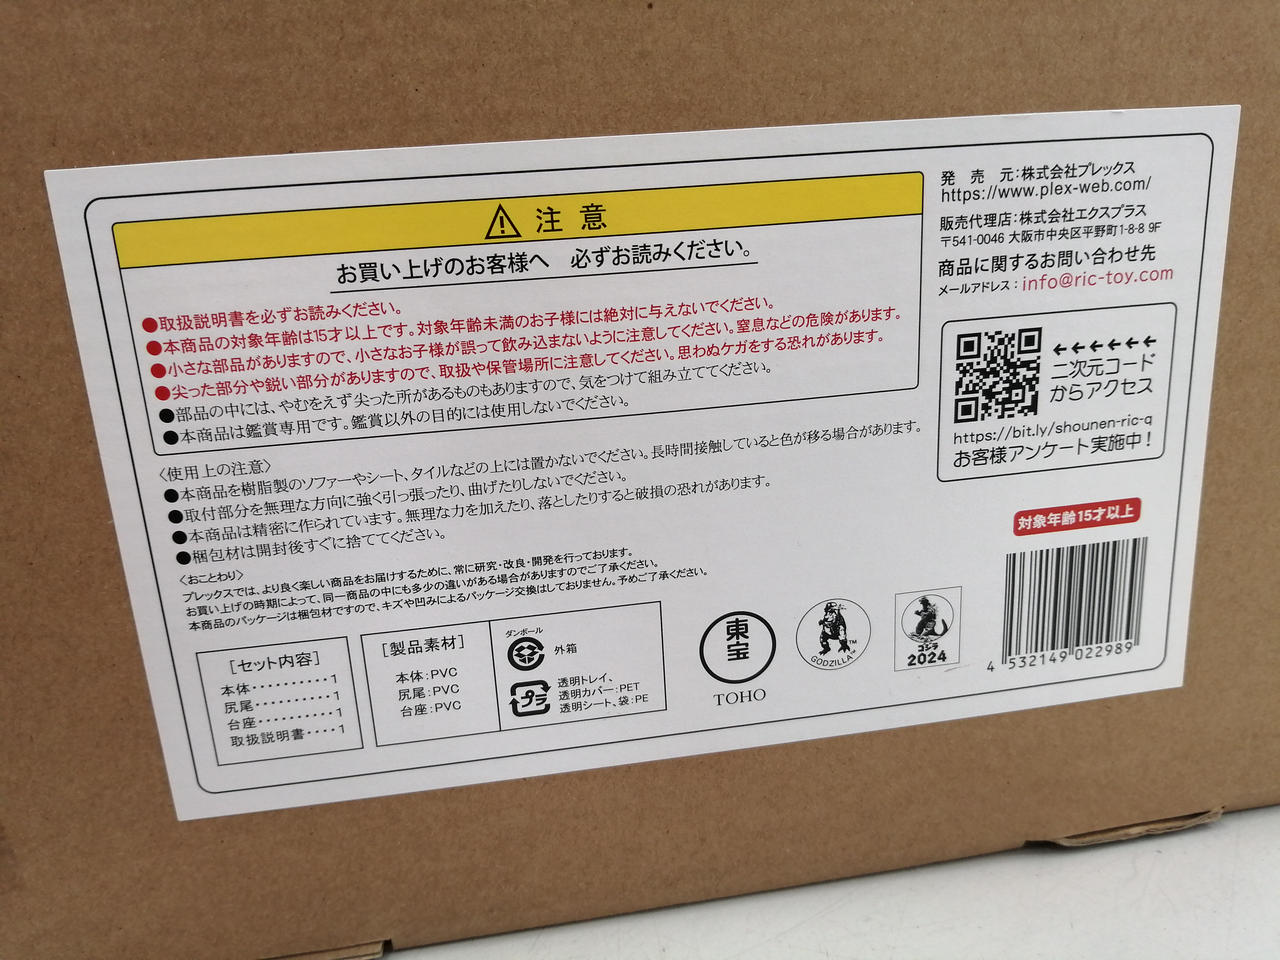 注意
お買い上げのお客様へ 必ずお読みください。
●取扱説明書を必ずお読みください。
●本商品の対象年齢は15才以上です。対象年齢未満のお子様には絶対に与えないでください。
●小さな部品がありますので、小さなお子様が誤って飲み込まないように注意してください。窒息などの危険があります。
●尖った部分や鋭い部分がありますので、取扱や保管場所に注意してください。思わぬケガをする恐れがあります。
●部品の中には、やむをえず尖った所があるものもありますので、気をつけて組み立ててください。
●本商品は鑑賞専用です。鑑賞以外の目的には使用しないでください。
〈使用上の注意〉
●本商品を樹脂製のソファーやシート、タイルなどの上には置かないでください。長時間接触していると色が移る場合があります。
●取付部分を無理な方向に強く引っ張ったり、曲げたりしないでください。
●本商品は精密に作られています。無理な力を加えたり、落としたりすると破損の恐れがあります。
●梱包材は開封後すぐに捨ててください。
〈おことわり〉
プレックスでは、より良く楽しい商品をお届けするために、常に研究・改良・開発を行っております。
お買い上げの時期によって、同一商品の中にも多少の違いがある場合がありますのでご了承ください。
本商品のパッケージは梱包材ですので、キズや凹みによるパッケージ交換はしておりません。予めご了承ください。
[セット内容]
本体··········1
尻尾··········1
台座··········1
取扱説明書····1
[製品素材]
本体:PVC
尻尾:PVC
台座:PVC
ダンボール
外箱
プラ
透明トレイ、
透明カバー:PET
透明シート、袋:PE
東宝
TOHO
GODZILLA™
ゴジラ
2024
発売元:株式会社プレックス
https://www.plex-web.com/
販売代理店:株式会社エクスプラス
〒541-0046 大阪市中央区平野町1-8-8 9F
商品に関するお問い合わせ先
メールアドレス:info@ric-toy.com
←←←←←←
二次元コード
からアクセス
https://bit.ly/shounen-ric-q
お客様アンケート実施中！
対象年齢15才以上
4 532149 022989